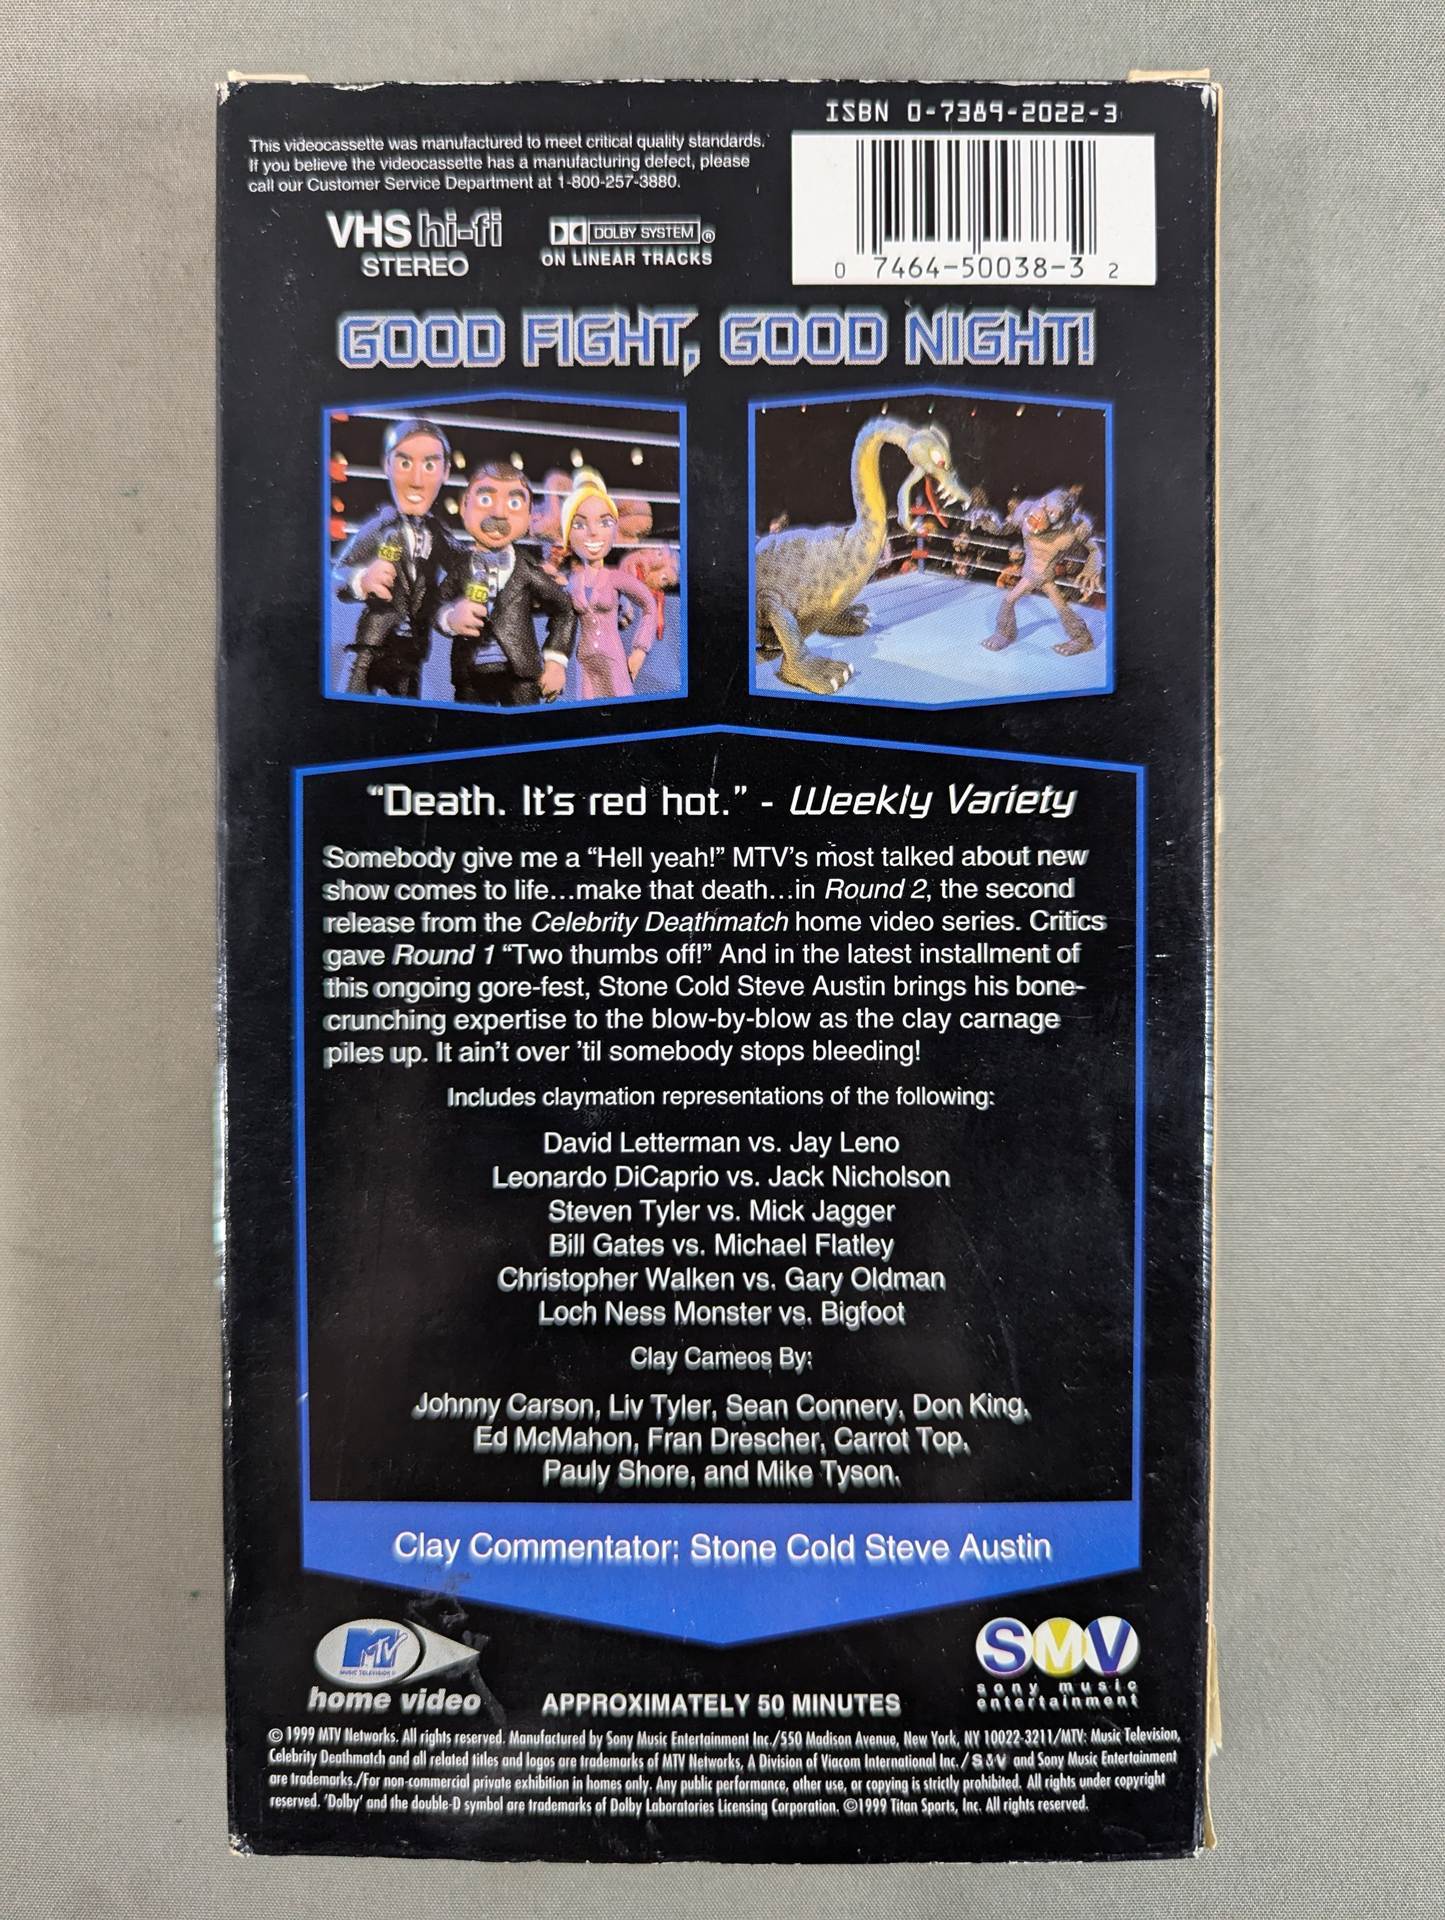 ISBN 0-7389-2022-3
This videocassette was manufactured to meet critical quality standards.
If you believe the videocassette has a manufacturing defect, please
call our Customer Service Department at 1-800-257-3880.
VHS hi-fi
STEREO
DOLBY SYSTEM ®
ON LINEAR TRACKS
0 7464-50038-3 2
GOOD FIGHT, GOOD NIGHT!
"Death. It's red hot." - Weekly Variety
Somebody give me a "Hell yeah!" MTV's most talked about new
show comes to life...make that death...in Round 2, the second
release from the Celebrity Deathmatch home video series. Critics
gave Round 1 "Two thumbs off!" And in the latest installment of
this ongoing gore-fest, Stone Cold Steve Austin brings his bone-
crunching expertise to the blow-by-blow as the clay carnage
piles up. It ain't over 'til somebody stops bleeding!
Includes claymation representations of the following:
David Letterman vs. Jay Leno
Leonardo DiCaprio vs. Jack Nicholson
Steven Tyler vs. Mick Jagger
Bill Gates vs. Michael Flatley
Christopher Walken vs. Gary Oldman
Loch Ness Monster vs. Bigfoot
Clay Cameos By:
Johnny Carson, Liv Tyler, Sean Connery, Don King,
Ed McMahon, Fran Drescher, Carrot Top,
Pauly Shore, and Mike Tyson.
Clay Commentator: Stone Cold Steve Austin
MTV
MUSIC TELEVISION
home video
APPROXIMATELY 50 MINUTES
SMV
sony music
entertainment
© 1999 MTV Networks. All rights reserved. Manufactured by Sony Music Entertainment Inc./550 Madison Avenue, New York, NY 10022-3211/MTV: Music Television,
Celebrity Deathmatch and all related titles and logos are trademarks of MTV Networks, A Division of Viacom International Inc./SMV and Sony Music Entertainment
are trademarks./For non-commercial private exhibition in homes only. Any public performance, other use, or copying is strictly prohibited. All rights under copyright
reserved. 'Dolby' and the double-D symbol are trademarks of Dolby Laboratories Licensing Corporation. ©1999 Titan Sports, Inc. All rights reserved.